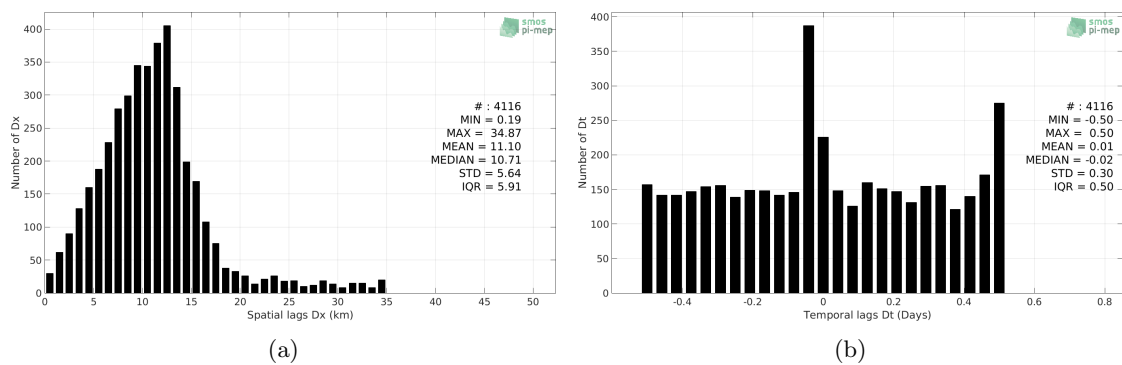 smos
pi-mep
400
350
300
250
200
150
100
50
0
Number of Dx
# : 4116
MIN = 0.19
MAX = 34.87
MEAN = 11.10
MEDIAN = 10.71
STD = 5.64
IQR = 5.91
0 5 10 15 20 25 30 35 40 45 50
Spatial lags Dx (km)
(a)
smos
pi-mep
400
350
300
250
200
150
100
50
0
Number of Dt
# : 4116
MIN = -0.50
MAX = 0.50
MEAN = 0.01
MEDIAN = -0.02
STD = 0.30
IQR = 0.50
-0.4 -0.2 0 0.2 0.4 0.6 0.8
Temporal lags Dt (Days)
(b)